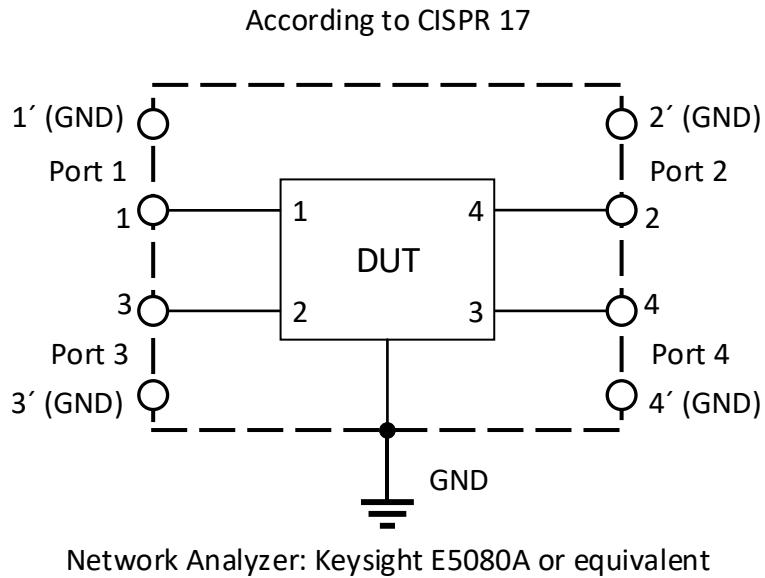 According to CISPR 17
1´ (GND)
2´ (GND)
Port 1
Port 2
1
1
4
2
DUT
3
2
3
4
Port 3
Port 4
3´ (GND)
4´ (GND)
GND
Network Analyzer: Keysight E5080A or equivalent